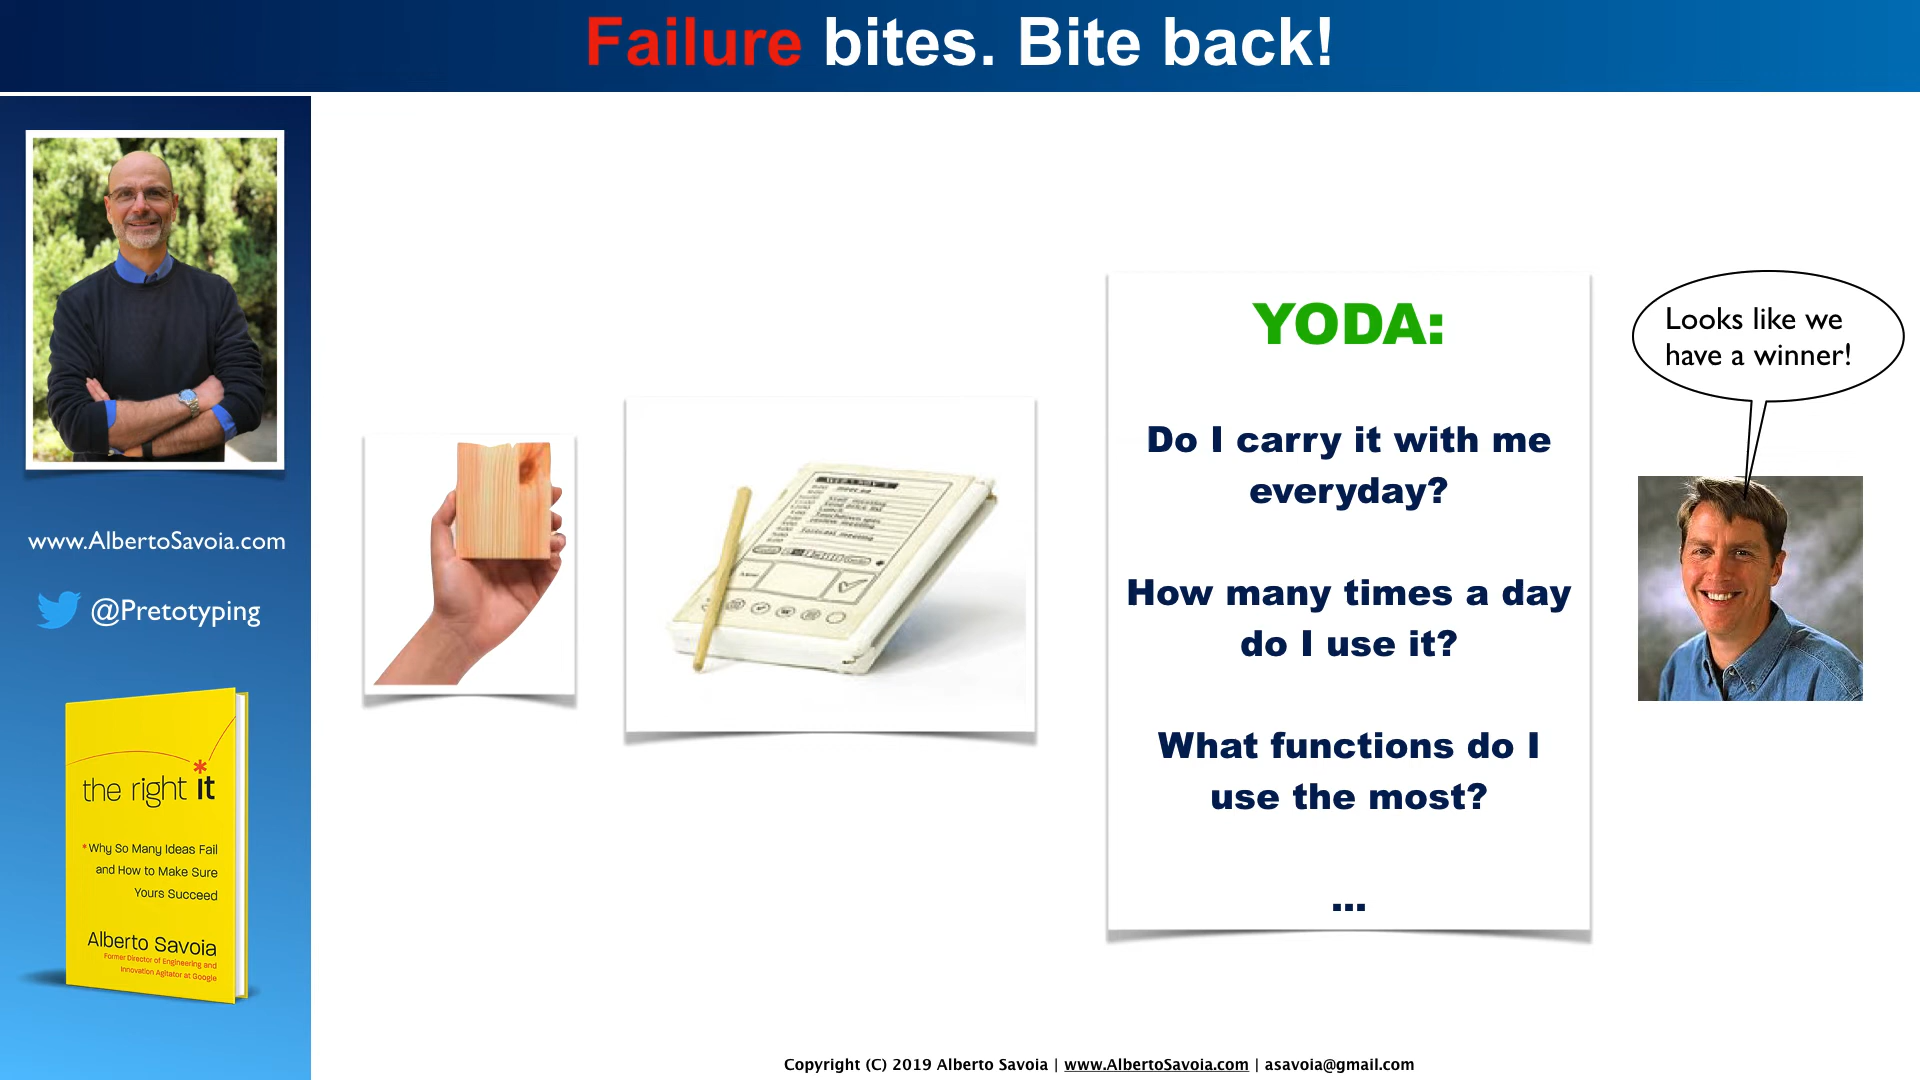 Failure bites. Bite back!
www.AlbertoSavoia.com
@Pretotyping
the right it
*
*Why So Many Ideas Fail
and How to Make Sure
Yours Succeed
Alberto Savoia
Former Director of Engineering and
Innovation Agitator at Google
YODA:
Do I carry it with me
everyday?
How many times a day
do I use it?
What functions do I
use the most?
...
Looks like we
have a winner!
Copyright (C) 2019 Alberto Savoia | www.AlbertoSavoia.com | asavoia@gmail.com